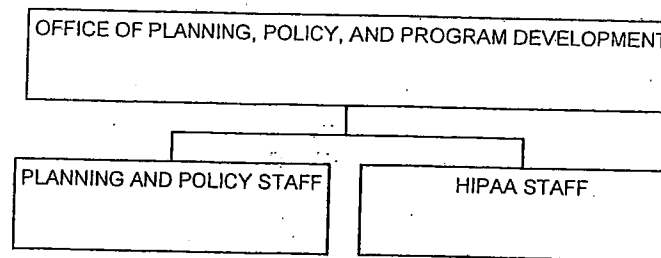 OFFICE OF PLANNING, POLICY, AND PROGRAM DEVELOPMENT
PLANNING AND POLICY STAFF
HIPAA STAFF